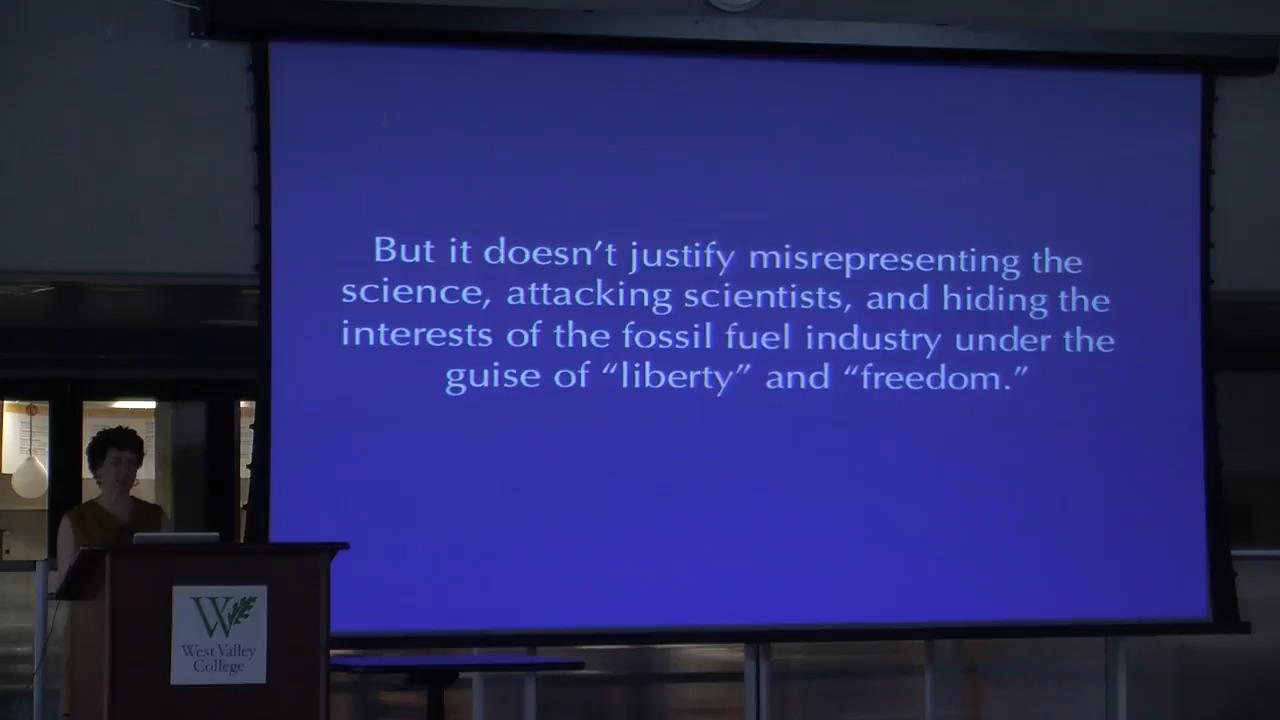 But it doesn’t justify misrepresenting the
science, attacking scientists, and hiding the
interests of the fossil fuel industry under the
guise of “liberty” and “freedom.”
W
West Valley
College